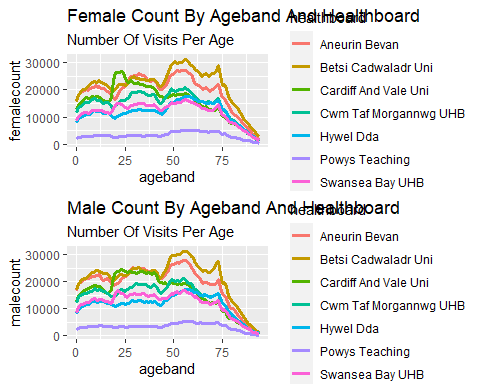 Female Count By Ageband And Healthboard
Number Of Visits Per Age
30000
20000
10000
0
femalecount
0 25 50 75
ageband
healthboard
Aneurin Bevan
Betsi Cadwaladr Uni
Cardiff And Vale Uni
Cwm Taf Morgannwg UHB
Hywel Dda
Powys Teaching
Swansea Bay UHB
Male Count By Ageband And Healthboard
Number Of Visits Per Age
30000
20000
10000
0
malecount
0 25 50 75
ageband
healthboard
Aneurin Bevan
Betsi Cadwaladr Uni
Cardiff And Vale Uni
Cwm Taf Morgannwg UHB
Hywel Dda
Powys Teaching
Swansea Bay UHB